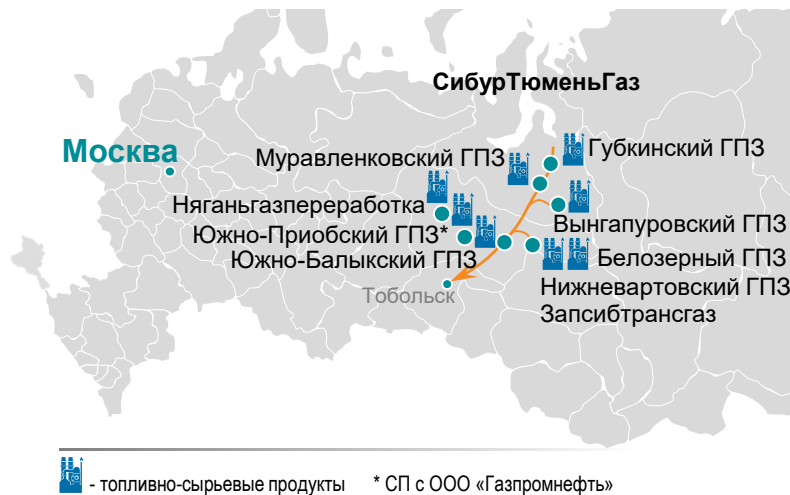 СибурТюменьГаз
Москва
Муравленковский ГПЗ
Губкинский ГПЗ
Няганьгазпереработка
Вынгапуровский ГПЗ
Южно-Приобский ГПЗ*
Южно-Балыкский ГПЗ
Белозерный ГПЗ
Нижневартовский ГПЗ
Запсибтрансгаз
Тобольск
- топливно-сырьевые продукты
* СП с ООО «Газпромнефть»